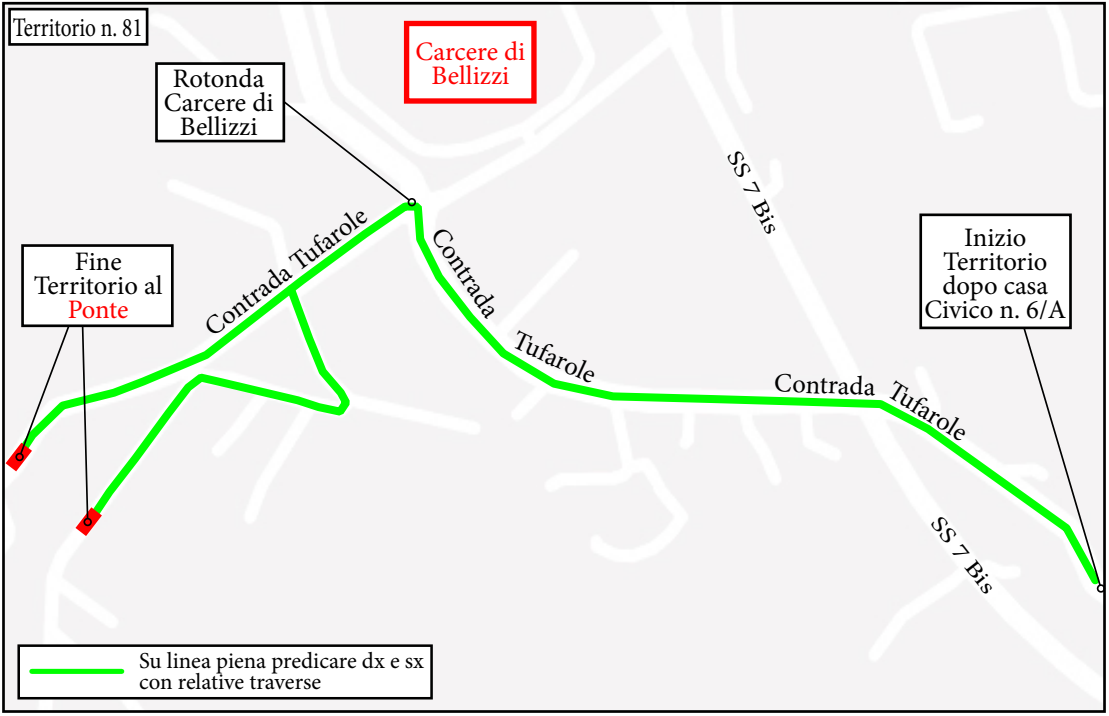 Territorio n. 81
Carcere di
Bellizzi
Rotonda
Carcere di
Bellizzi
SS 7 Bis
Contrada Tufarole
Contrada
Tufarole
Inizio
Territorio
dopo casa
Civico n. 6/A
Fine
Territorio al
Ponte
Contrada
Tufarole
SS 7 Bis
Su linea piena predicare dx e sx
con relative traverse